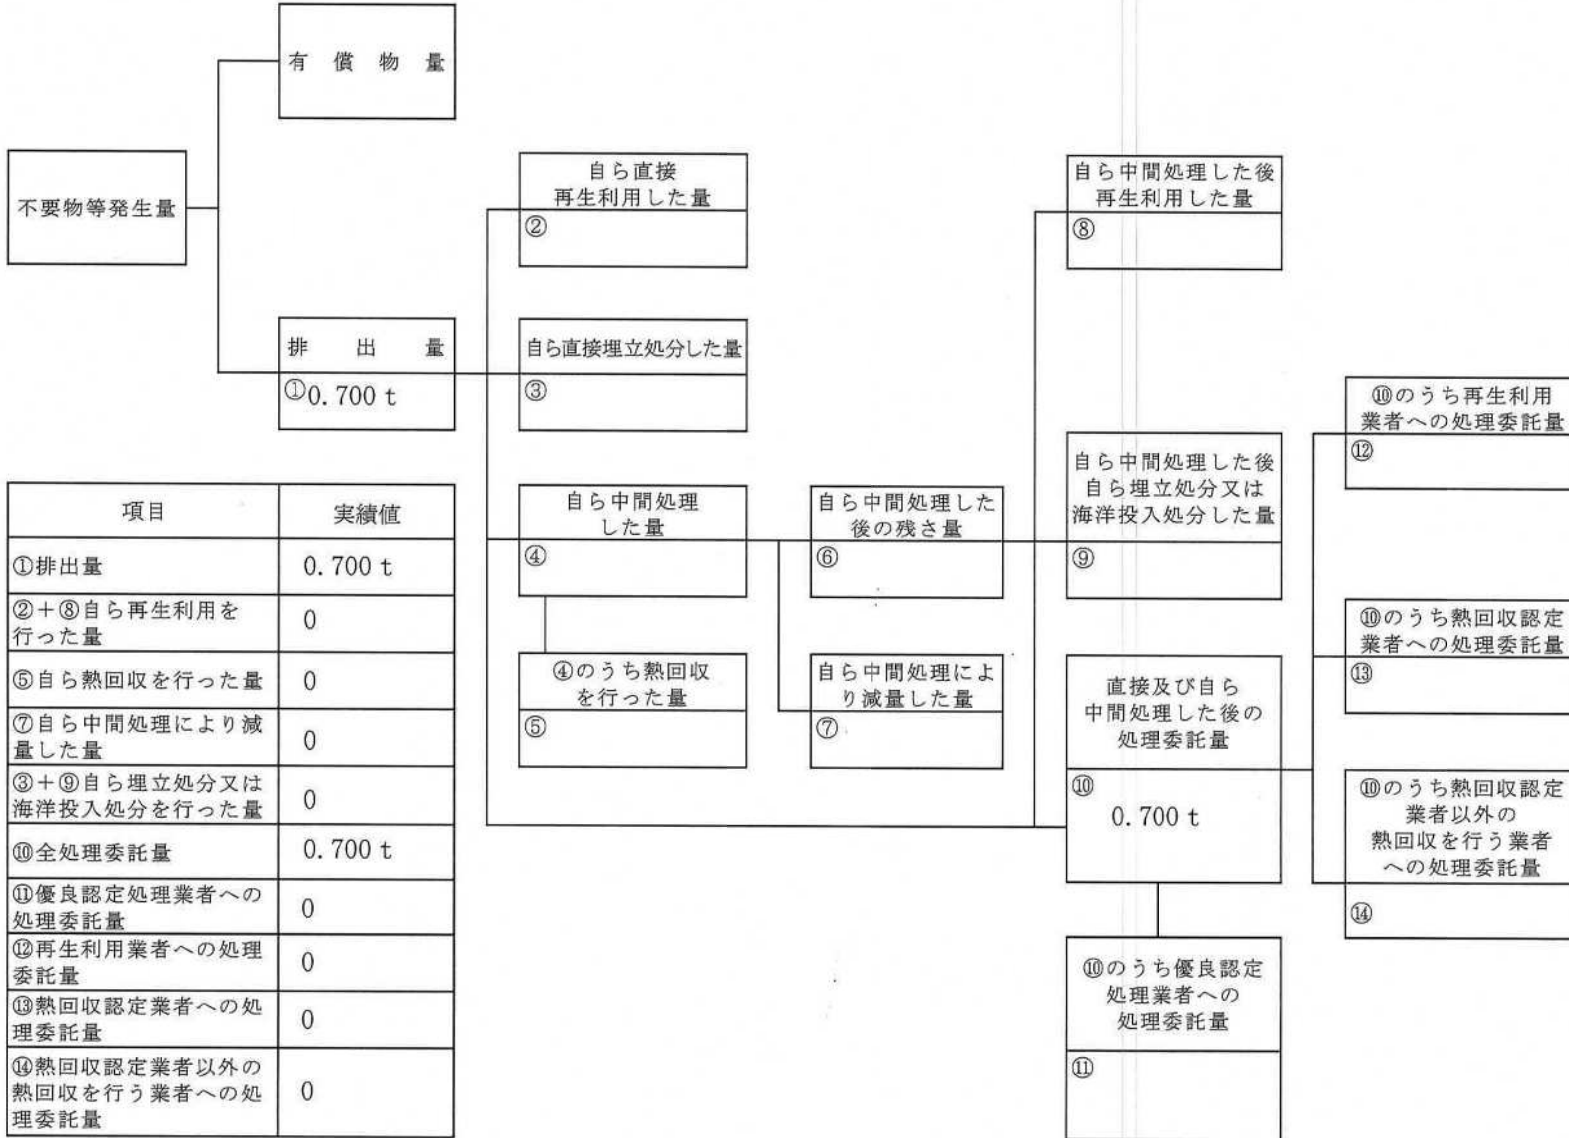 有 償 物 量
不要物等発生量
排 出 量
①0.700 t
自ら直接
再生利用した量
②
自ら直接埋立処分した量
③
自ら中間処理
した量
④
④のうち熱回収
を行った量
⑤
自ら中間処理した
後の残さ量
⑥
自ら中間処理によ
り減量した量
⑦
自ら中間処理した後
再生利用した量
⑧
自ら中間処理した後
自ら埋立処分又は
海洋投入処分した量
⑨
直接及び自ら
中間処理した後の
処理委託量
⑩
0.700 t
⑩のうち優良認定
処理業者への
処理委託量
⑪
⑩のうち再生利用
業者への処理委託量
⑫
⑩のうち熱回収認定
業者への処理委託量
⑬
⑩のうち熱回収認定
業者以外の
熱回収を行う業者
への処理委託量
⑭
項目 実績値
①排出量 0.700 t
②+⑧自ら再生利用を
行った量 0
⑤自ら熱回収を行った量 0
⑦自ら中間処理により減
量した量 0
③+⑨自ら埋立処分又は
海洋投入処分を行った量 0
⑩全処理委託量 0.700 t
⑪優良認定処理業者への
処理委託量 0
⑫再生利用業者への処理
委託量 0
⑬熱回収認定業者への処
理委託量 0
⑭熱回収認定業者以外の
熱回収を行う業者への処
理委託量 0